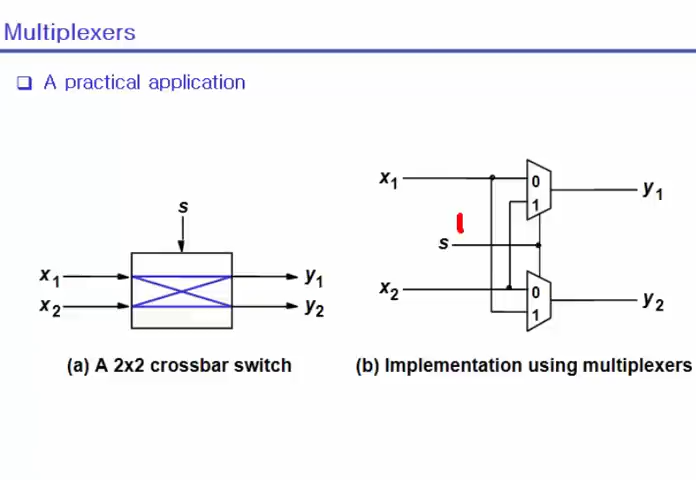 Multiplexers
A practical application
s
x1
x2
y1
y2
(a) A 2x2 crossbar switch
x1
0
1
y1
1
s
x2
0
1
y2
(b) Implementation using multiplexers